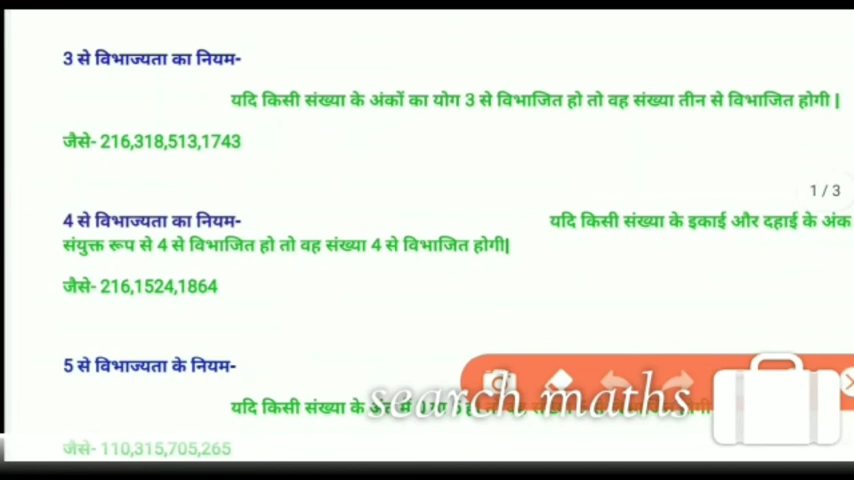 3 से विभाज्यता का नियम-
यदि किसी संख्या के अंकों का योग 3 से विभाजित हो तो वह संख्या तीन से विभाजित होगी |
जैसे- 216,318,513,1743
1 / 3
4 से विभाज्यता का नियम- यदि किसी संख्या के इकाई और दहाई के अंक
संयुक्त रूप से 4 से विभाजित हो तो वह संख्या 4 से विभाजित होगी|
जैसे- 216,1524,1864
5 से विभाज्यता के नियम-
search maths
यदि किसी संख्या के
जैसे- 110,315,705,265